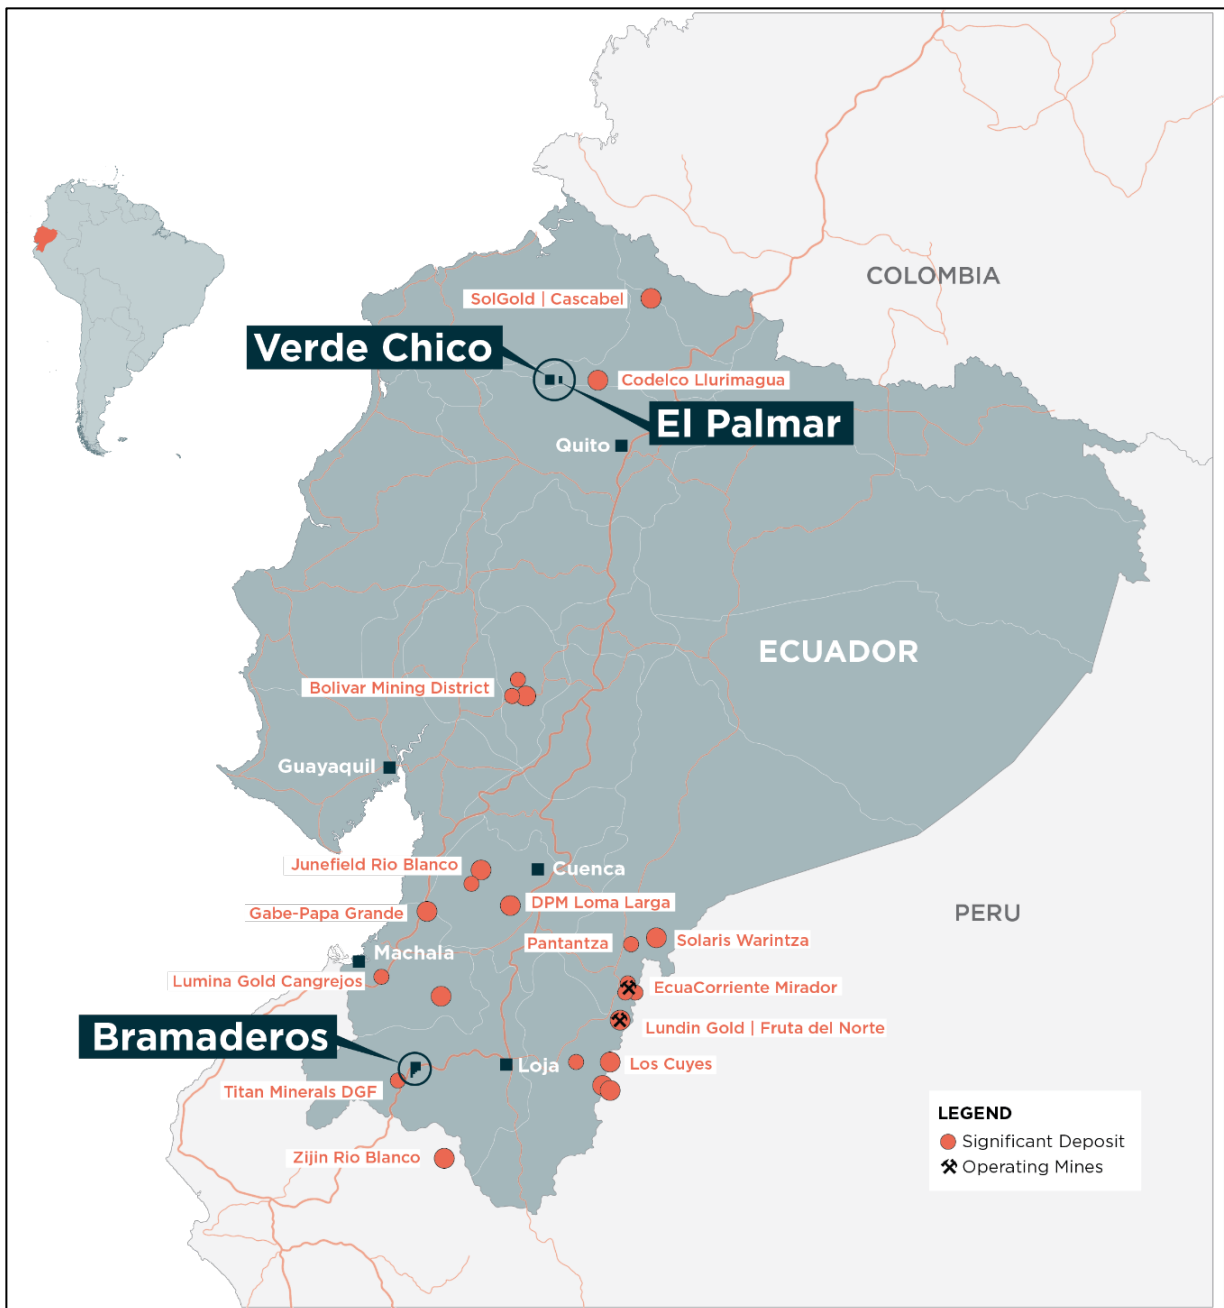 COLOMBIA
SolGold | Cascabel
Verde Chico
Codelco Llurimagua
El Palmar
Quito
ECUADOR
Bolivar Mining District
Guayaquil
Junefield Rio Blanco
Cuenca
DPM Loma Larga
Gabe-Papa Grande
PERU
Pantantza
Solaris Warintza
Machala
Lumina Gold Cangrejos
EcuaCorriente Mirador
Lundin Gold | Fruta del Norte
Bramaderos
Loja
Los Cuyes
Titan Minerals DGF
Zijin Rio Blanco
LEGEND
Significant Deposit
Operating Mines